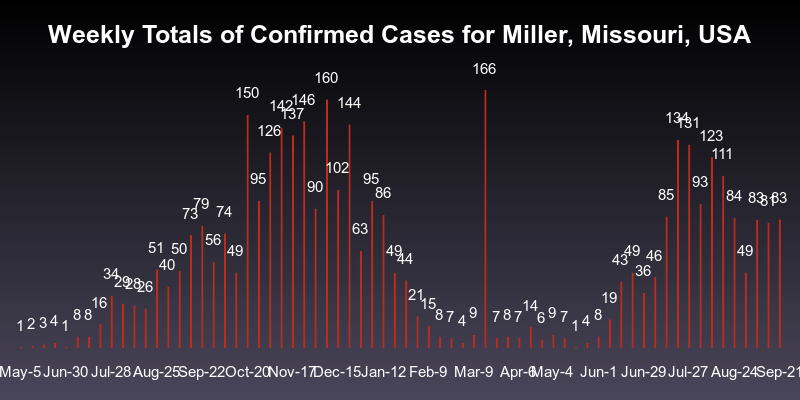 Weekly Totals of Confirmed Cases for Miller, Missouri, USA
1 2 3 4 1 8 8 16 34 29 28 26 51 40 50 73 79 56 74 49 150 95 126 142 137 146 90 160 102 144 63 95 86 49 44 21 15 8 7 4 9 166 7 8 7 14 6 9 7 1 4 8 19 43 49 36 46 85 134 131 93 123 111 84 49 83 81 83
May-5 Jun-30 Jul-28 Aug-25 Sep-22 Oct-20 Nov-17 Dec-15 Jan-12 Feb-9 Mar-9 Apr-6 May-4 Jun-1 Jun-29 Jul-27 Aug-24 Sep-21